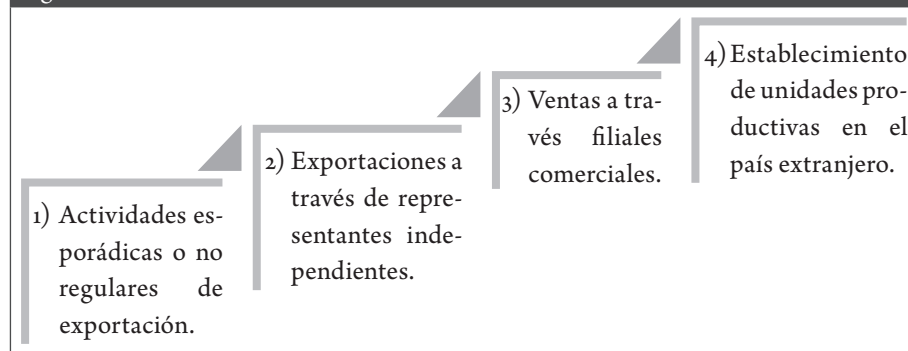 1) Actividades es-
porádicas o no
regulares de
exportación.
2) Exportaciones a
través de repre-
sentantes inde-
pendientes.
3) Ventas a tra-
vés filiales
comerciales.
4) Establecimiento
de unidades pro-
ductivas en el
país extranjero.